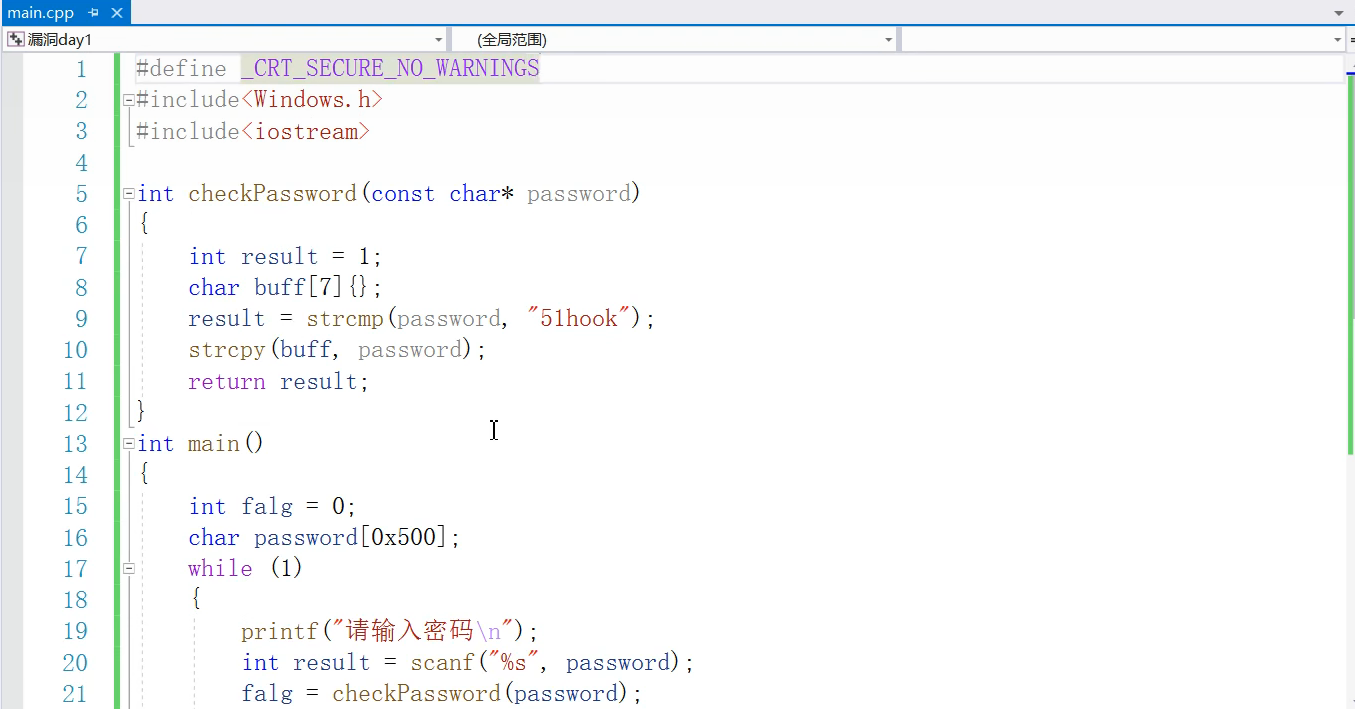 main.cpp
漏洞day1 (全局范围)
1 #define _CRT_SECURE_NO_WARNINGS
2 #include<Windows.h>
3 #include<iostream>
4
5 int checkPassword(const char* password)
6 {
7 int result = 1;
8 char buff[7]{};
9 result = strcmp(password, "51hook");
10 strcpy(buff, password);
11 return result;
12 }
13 int main()
14 {
15 int falg = 0;
16 char password[0x500];
17 while (1)
18 {
19 printf("请输入密码\n");
20 int result = scanf("%s", password);
21 falg = checkPassword(password);